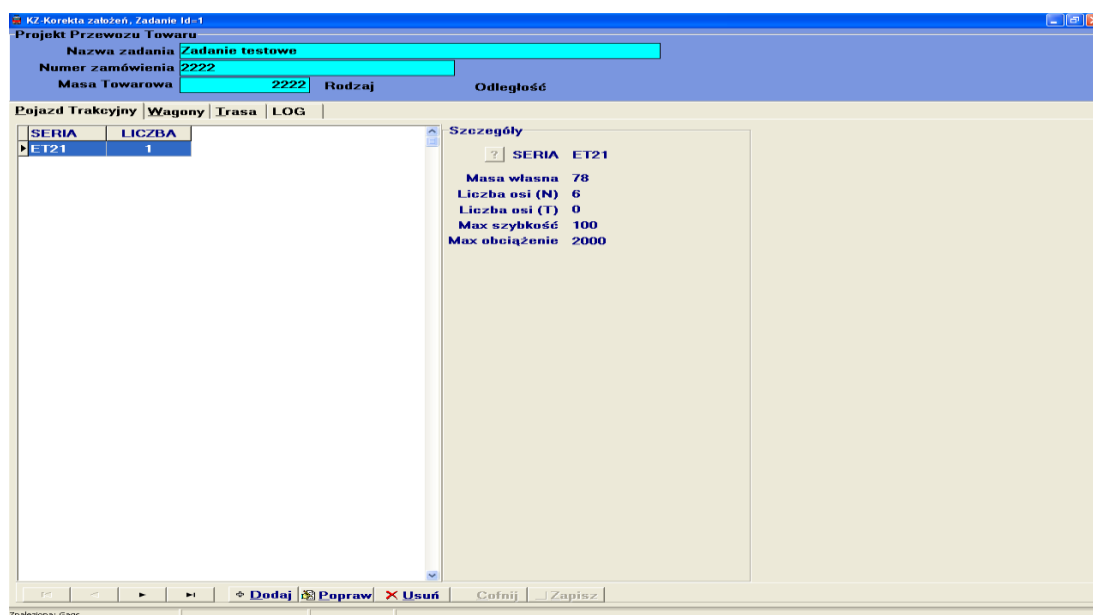 KZ-Korekta założeń, Zadanie Id=1
Projekt Przewozu Towaru
Nazwa zadania Zadanie testowe
Numer zamówienia 2222
Masa Towarowa 2222 Rodzaj Odległość
Pojazd Trakcyjny Wagony Trasa LOG
SERIA LICZBA
ET21 1
Szczegóły
? SERIA ET21
Masa własna 78
Liczba osi (N) 6
Liczba osi (T) 0
Max szybkość 100
Max obciążenie 2000
Dodaj Popraw Usuń Cofnij Zapisz